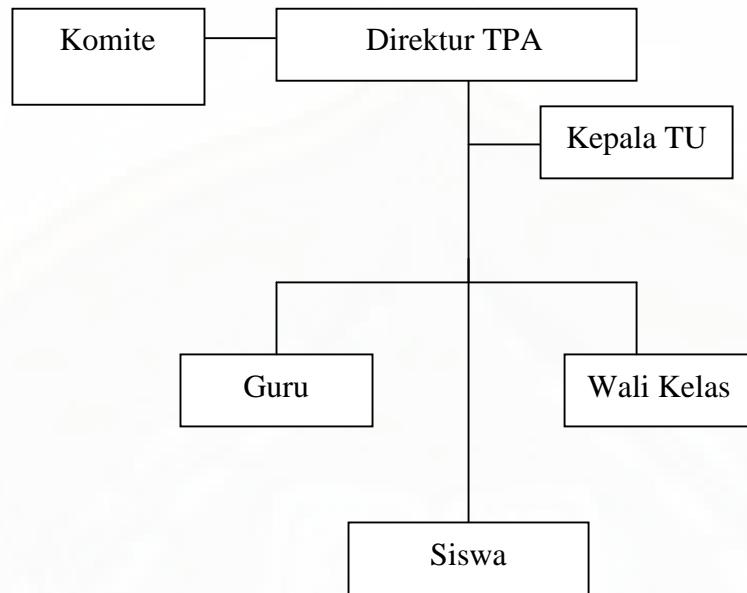 Komite
Direktur TPA
Kepala TU
Guru
Wali Kelas
Siswa